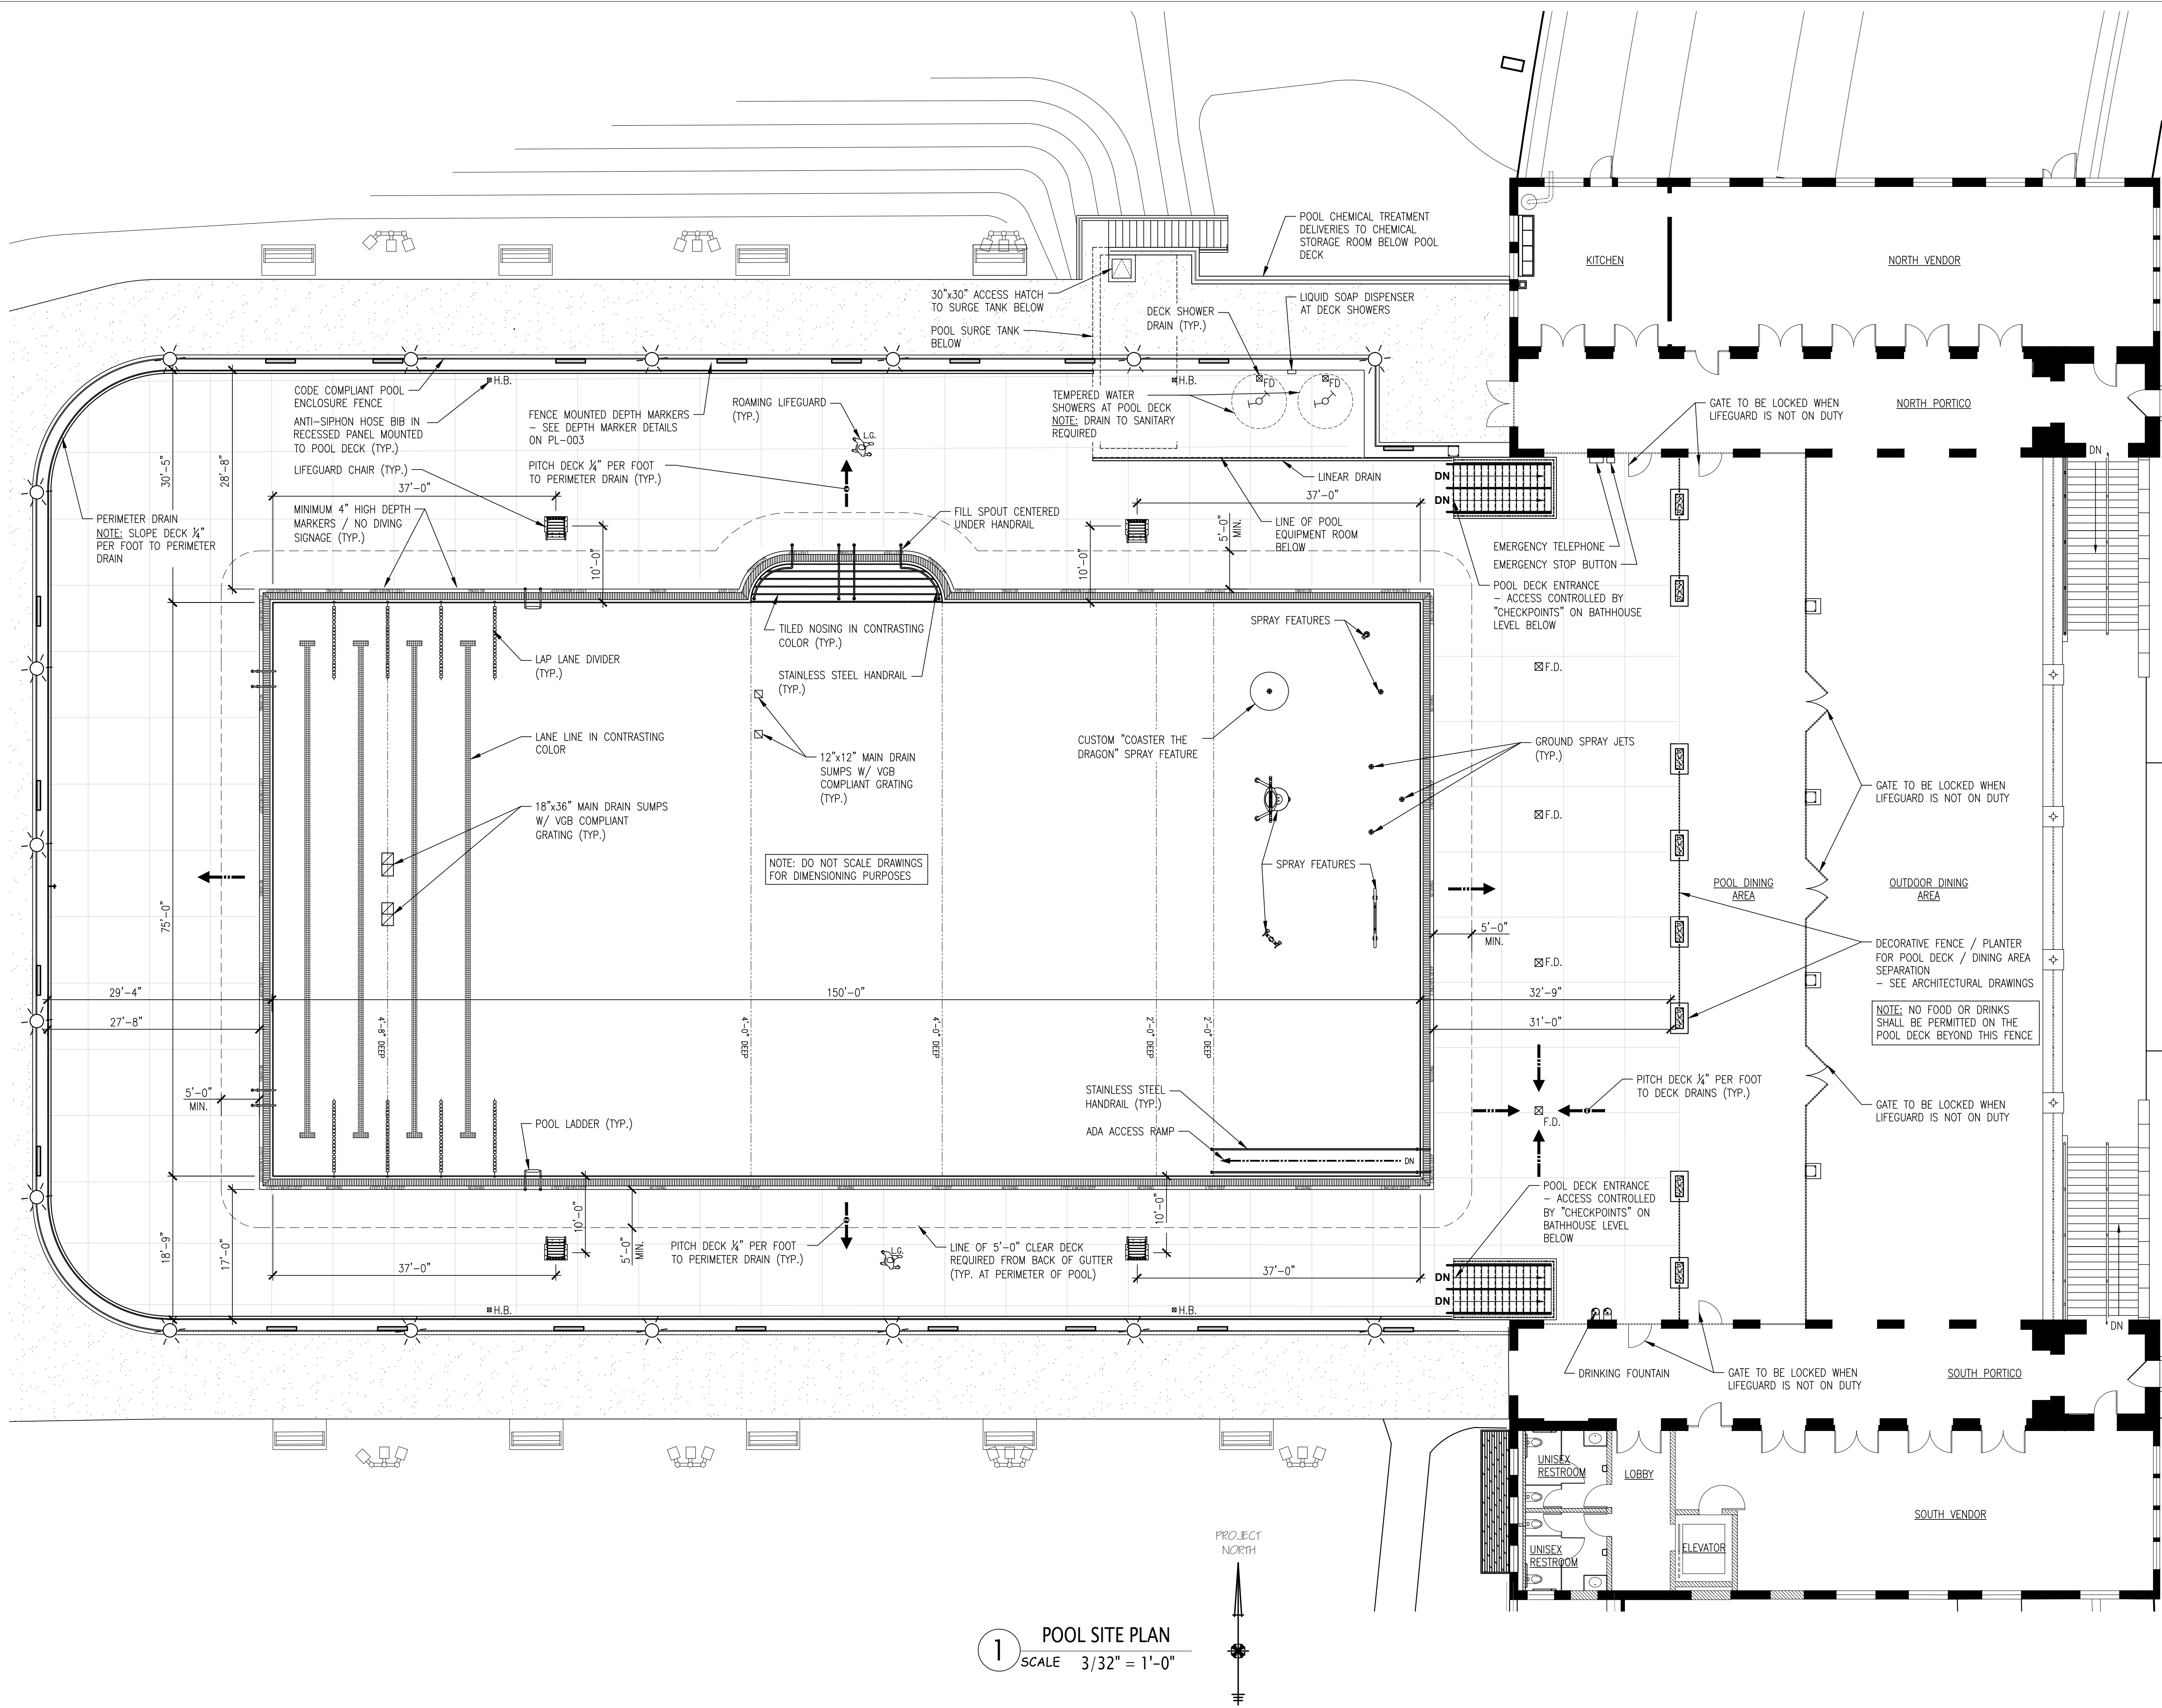 POOL CHEMICAL TREATMENT
DELIVERIES TO CHEMICAL
STORAGE ROOM BELOW POOL
DECK
KITCHEN
NORTH VENDOR
30"x30" ACCESS HATCH
TO SURGE TANK BELOW
LIQUID SOAP DISPENSER
AT DECK SHOWERS
DECK SHOWER
DRAIN (TYP.)
POOL SURGE TANK
BELOW
CODE COMPLIANT POOL
ENCLOSURE FENCE
H.B.
ANTI-SIPHON HOSE BIB IN
RECESSED PANEL MOUNTED
TO POOL DECK (TYP.)
FENCE MOUNTED DEPTH MARKERS
- SEE DEPTH MARKER DETAILS
ON PL-003
ROAMING LIFEGUARD
(TYP.)
L.G.
H.B.
FD
FD
TEMPERED WATER
SHOWERS AT POOL DECK
NOTE: DRAIN TO SANITARY
REQUIRED
GATE TO BE LOCKED WHEN
LIFEGUARD IS NOT ON DUTY
NORTH PORTICO
DN
LIFEGUARD CHAIR (TYP.)
PITCH DECK 1/4" PER FOOT
TO PERIMETER DRAIN (TYP.)
LINEAR DRAIN
DN
DN
30'-5"
28'-8"
37'-0"
37'-0"
PERIMETER DRAIN
NOTE: SLOPE DECK 1/4"
PER FOOT TO PERIMETER
DRAIN
MINIMUM 4" HIGH DEPTH
MARKERS / NO DIVING
SIGNAGE (TYP.)
FILL SPOUT CENTERED
UNDER HANDRAIL
LINE OF POOL
EQUIPMENT ROOM
BELOW
5'-0"
MIN.
10'-0"
10'-0"
EMERGENCY TELEPHONE
EMERGENCY STOP BUTTON
POOL DECK ENTRANCE
- ACCESS CONTROLLED BY
"CHECKPOINTS" ON BATHHOUSE
LEVEL BELOW
TILED NOSING IN CONTRASTING
COLOR (TYP.)
SPRAY FEATURES
LAP LANE DIVIDER
(TYP.)
STAINLESS STEEL HANDRAIL
(TYP.)
F.D.
LANE LINE IN CONTRASTING
COLOR
CUSTOM "COASTER THE
DRAGON" SPRAY FEATURE
GROUND SPRAY JETS
(TYP.)
12"x12" MAIN DRAIN
SUMPS W/ VGB
COMPLIANT GRATING
(TYP.)
GATE TO BE LOCKED WHEN
LIFEGUARD IS NOT ON DUTY
18"x36" MAIN DRAIN SUMPS
W/ VGB COMPLIANT
GRATING (TYP.)
F.D.
NOTE: DO NOT SCALE DRAWINGS
FOR DIMENSIONING PURPOSES
SPRAY FEATURES
POOL DINING
AREA
OUTDOOR DINING
AREA
75'-0"
5'-0"
MIN.
F.D.
DECORATIVE FENCE / PLANTER
FOR POOL DECK / DINING AREA
SEPARATION
- SEE ARCHITECTURAL DRAWINGS
29'-4"
150'-0"
32'-9"
27'-8"
31'-0"
NOTE: NO FOOD OR DRINKS
SHALL BE PERMITTED ON THE
POOL DECK BEYOND THIS FENCE
4'-8" DEEP
4'-0" DEEP
4'-0" DEEP
2'-0" DEEP
2'-0" DEEP
5'-0"
MIN.
STAINLESS STEEL
HANDRAIL (TYP.)
PITCH DECK 1/4" PER FOOT
TO DECK DRAINS (TYP.)
GATE TO BE LOCKED WHEN
LIFEGUARD IS NOT ON DUTY
POOL LADDER (TYP.)
ADA ACCESS RAMP
F.D.
DN
POOL DECK ENTRANCE
- ACCESS CONTROLLED
BY "CHECKPOINTS" ON
BATHHOUSE LEVEL
BELOW
18'-9"
17'-0"
10'-0"
5'-0"
MIN.
10'-0"
PITCH DECK 1/4" PER FOOT
TO PERIMETER DRAIN (TYP.)
L.G.
LINE OF 5'-0" CLEAR DECK
REQUIRED FROM BACK OF GUTTER
(TYP. AT PERIMETER OF POOL)
37'-0"
37'-0"
DN
DN
H.B.
H.B.
DN
DRINKING FOUNTAIN
GATE TO BE LOCKED WHEN
LIFEGUARD IS NOT ON DUTY
SOUTH PORTICO
UNISEX
RESTROOM
LOBBY
SOUTH VENDOR
UNISEX
RESTROOM
ELEVATOR
PROJECT
NORTH
1
POOL SITE PLAN
SCALE 3/32" = 1'-0"